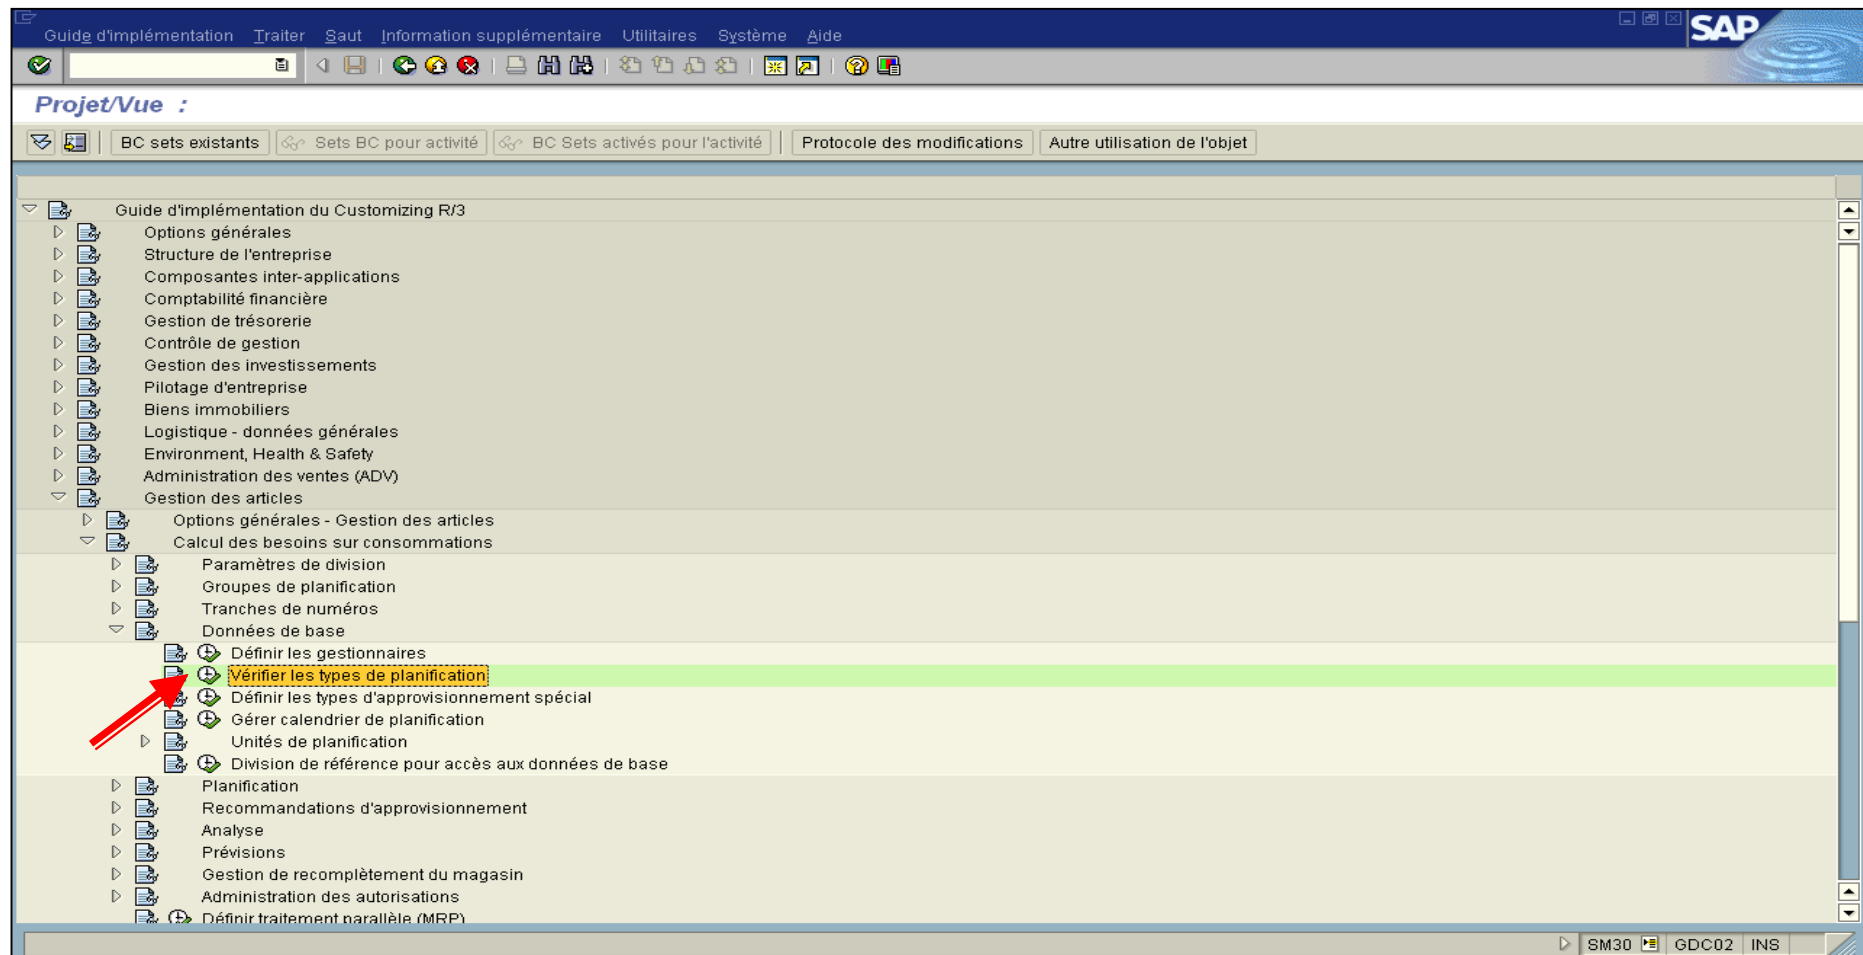 Guide d'implémentation Traiter Saut Information supplémentaire Utilitaires Système Aide
SAP
Projet/Vue :
BC sets existants Sets BC pour activité BC Sets activés pour l'activité Protocole des modifications Autre utilisation de l'objet
Guide d'implémentation du Customizing R/3
Options générales
Structure de l'entreprise
Composantes inter-applications
Comptabilité financière
Gestion de trésorerie
Contrôle de gestion
Gestion des investissements
Pilotage d'entreprise
Biens immobiliers
Logistique - données générales
Environment, Health & Safety
Administration des ventes (ADV)
Gestion des articles
Options générales - Gestion des articles
Calcul des besoins sur consommations
Paramètres de division
Groupes de planification
Tranches de numéros
Données de base
Définir les gestionnaires
Vérifier les types de planification
Définir les types d'approvisionnement spécial
Gérer calendrier de planification
Unités de planification
Division de référence pour accès aux données de base
Planification
Recommandations d'approvisionnement
Analyse
Prévisions
Gestion de recomplètement du magasin
Administration des autorisations
Définir traitement parallèle (MRP)
SM30 GDC02 INS